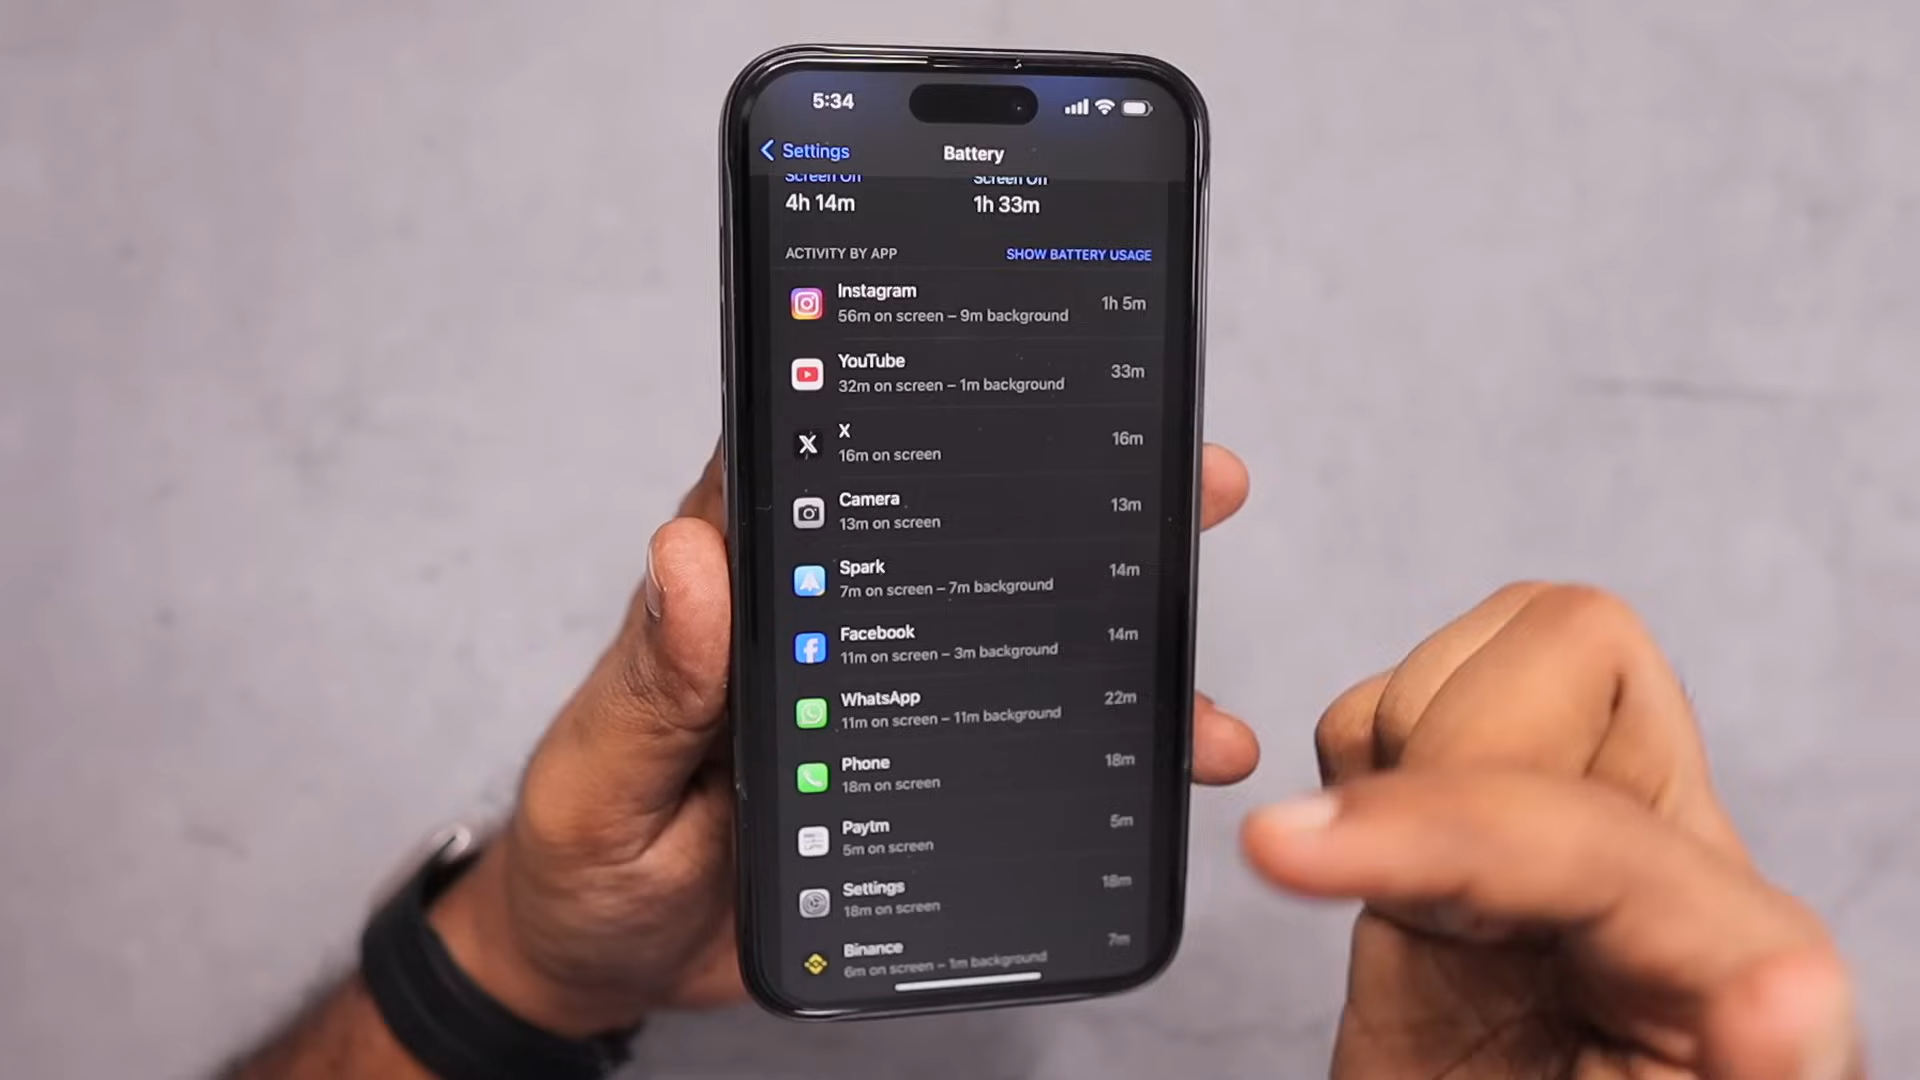 5:34
Settings
Battery
Screen On
Screen Off
4h 14m
1h 33m
ACTIVITY BY APP
SHOW BATTERY USAGE
Instagram
56m on screen – 9m background
1h 5m
YouTube
32m on screen – 1m background
33m
X
16m on screen
16m
Camera
13m on screen
13m
Spark
7m on screen – 7m background
14m
Facebook
11m on screen – 3m background
14m
WhatsApp
11m on screen – 11m background
22m
Phone
18m on screen
18m
Paytm
5m on screen
5m
Settings
18m on screen
18m
Binance
6m on screen – 1m background
7m